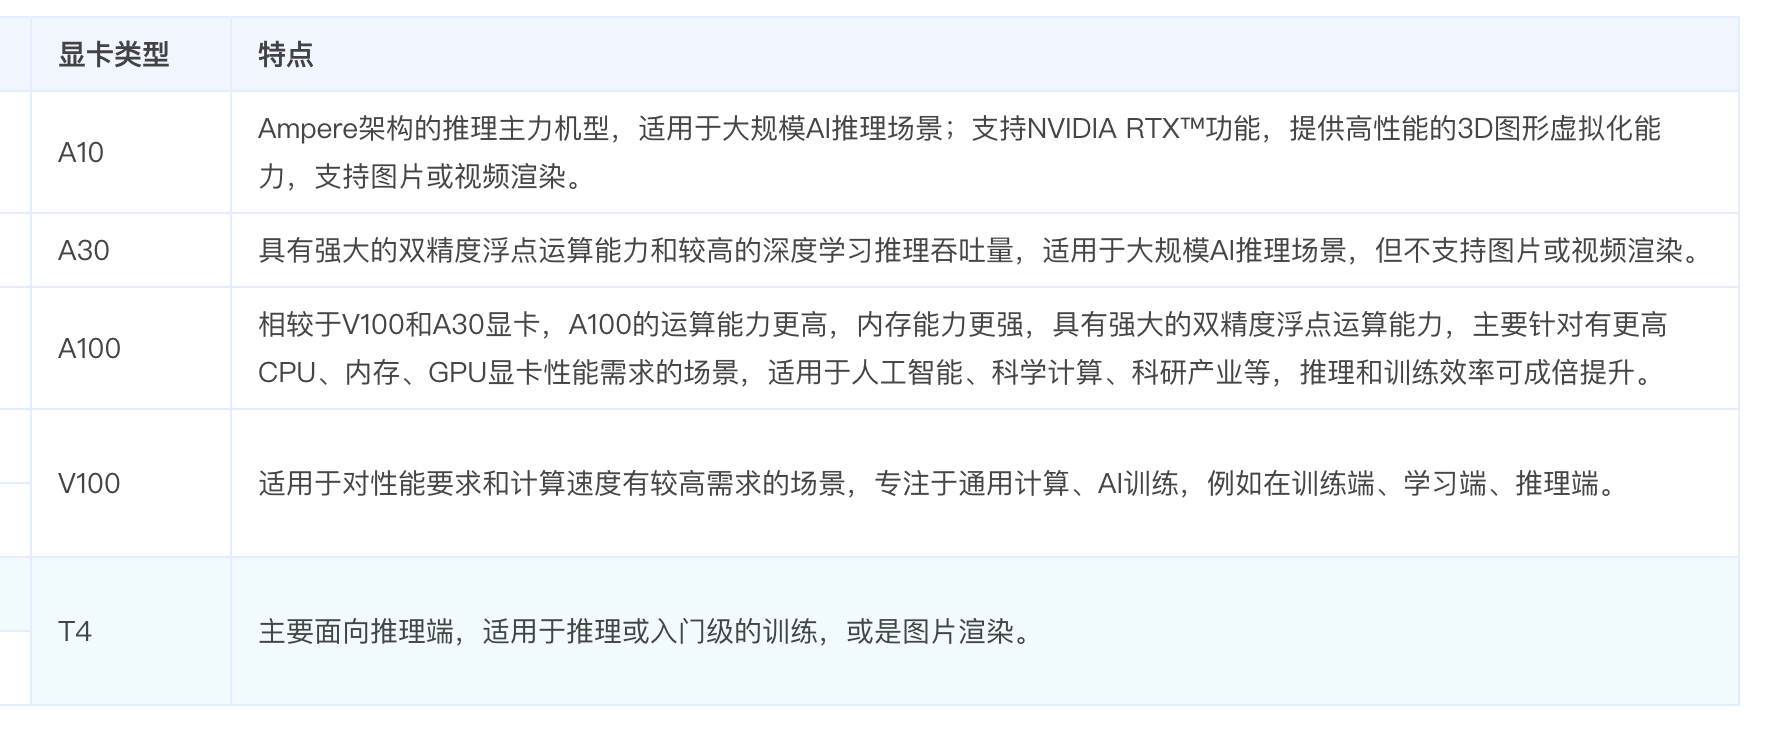 显卡类型 特点
Ampere架构的推理主力机型，适用于大规模AI推理场景；支持NVIDIA RTX™功能，提供高性能的3D图形虚拟化能
A10
力，支持图片或视频渲染。
A30 具有强大的双精度浮点运算能力和较高的深度学习推理吞吐量，适用于大规模AI推理场景，但不支持图片或视频渲染。
相较于V100和A30显卡，A100的运算能力更高，内存能力更强，具有强大的双精度浮点运算能力，主要针对有更高
A100
CPU、内存、GPU显卡性能需求的场景，适用于人工智能、科学计算、科研产业等，推理和训练效率可成倍提升。
V100 适用于对性能要求和计算速度有较高需求的场景，专注于通用计算、AI训练，例如在训练端、学习端、推理端。
T4 主要面向推理端，适用于推理或入门级的训练，或是图片渲染。